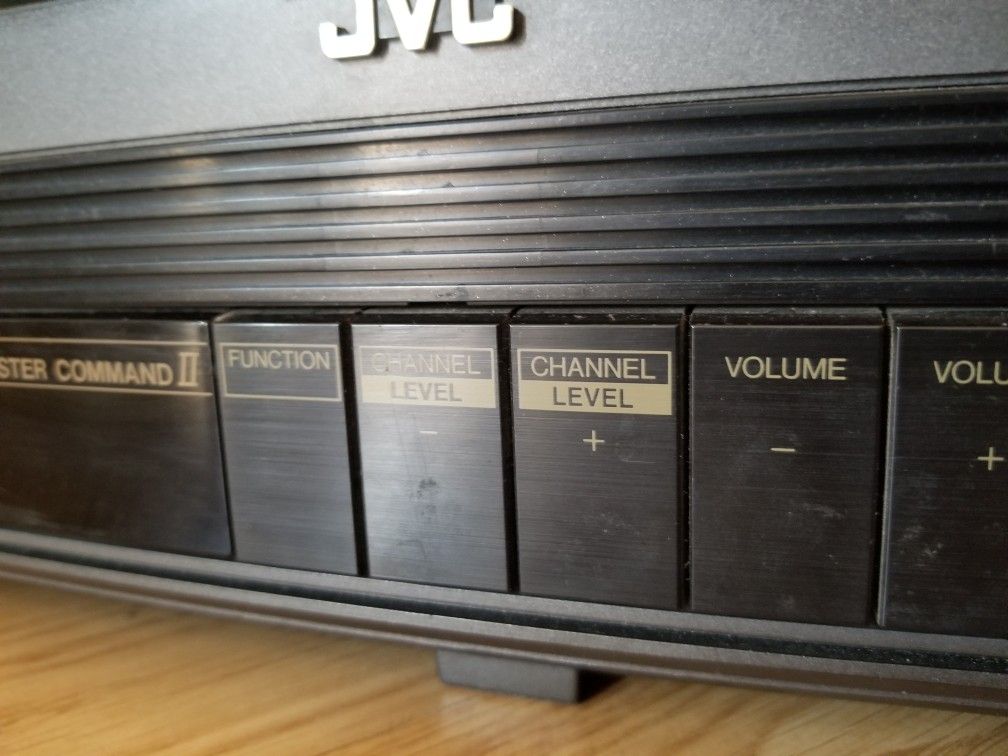 JVC
STER COMMAND II
FUNCTION
CHANNEL
LEVEL
−
CHANNEL
LEVEL
+
VOLUME
−
VOLU
+